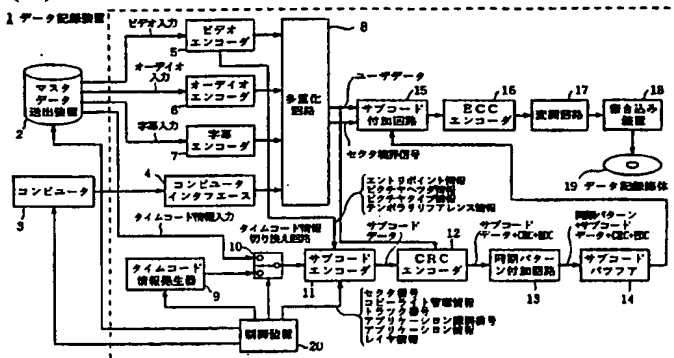 1 データ記録装置
ビデオ入力
ビデオ
エンコーダ
5
8
オーディオ
入力
オーディオ
エンコーダ
6
マスタ
データ
送出装置
2
字幕入力
字幕
エンコーダ
7
多重化
回路
ユーザデータ
15
サブコード
付加回路
16
ECC
エンコーダ
17
変調回路
18
書き込み
装置
セクタ境界信号
19 データ記録媒体
コンピュータ
3
4
コンピュータ
インタフェース
エントリポイント情報
ピクチャヘッダ情報
ピクチャタイプ情報
テンポラリリファレンス情報
タイムコード情報入力
タイムコード情報
切り換え回路
10
サブコード
データ
サブコード
エンコーダ
11
12
CRC
エンコーダ
サブコード
データ+CRC+EDC
同期パターン付加回路
13
同期パターン
+サブコード
データ+CRC+EDC
サブコード
バッファ
14
タイムコード
情報発生器
9
制御装置
20
セクタ番号
コピーライト管理情報
トラック番号
アプリケーション識別番号
アプリケーション情報
レイヤ情報